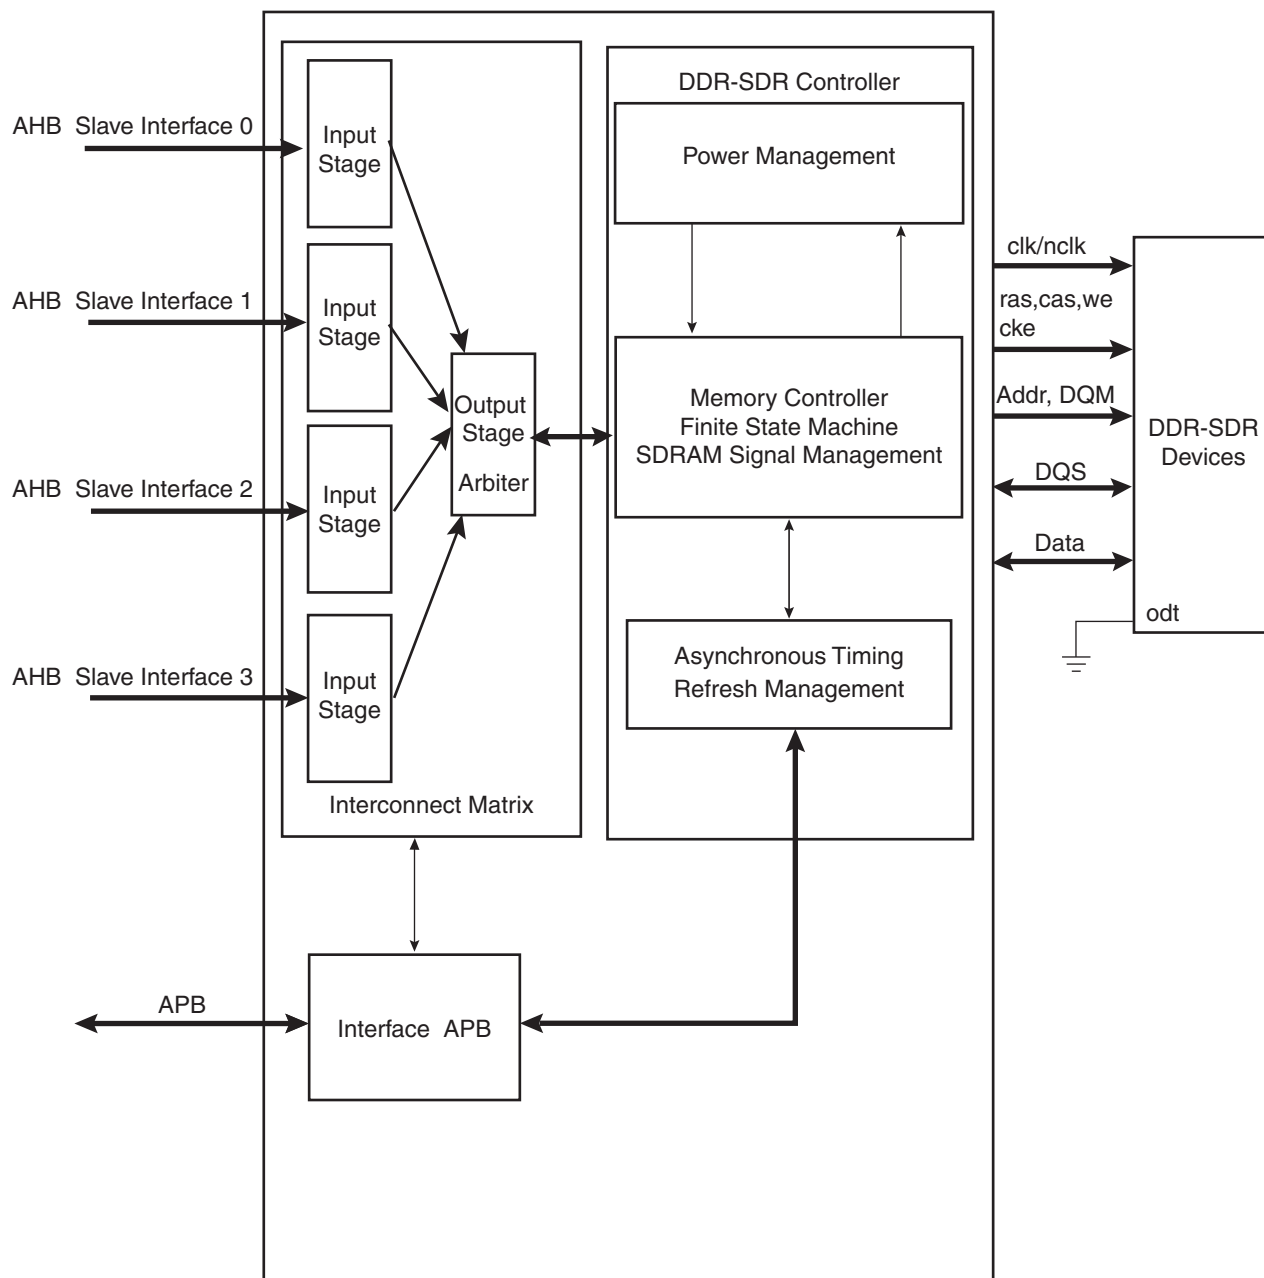 DDR-SDR Controller
AHB Slave Interface 0
Input
Stage
Power Management
clk/nclk
AHB Slave Interface 1
Input
Stage
ras,cas,we
cke
Output
Stage
Arbiter
Memory Controller
Finite State Machine
SDRAM Signal Management
Addr, DQM
DDR-SDR
Devices
AHB Slave Interface 2
Input
Stage
DQS
Data
odt
AHB Slave Interface 3
Input
Stage
Asynchronous Timing
Refresh Management
Interconnect Matrix
APB
Interface APB